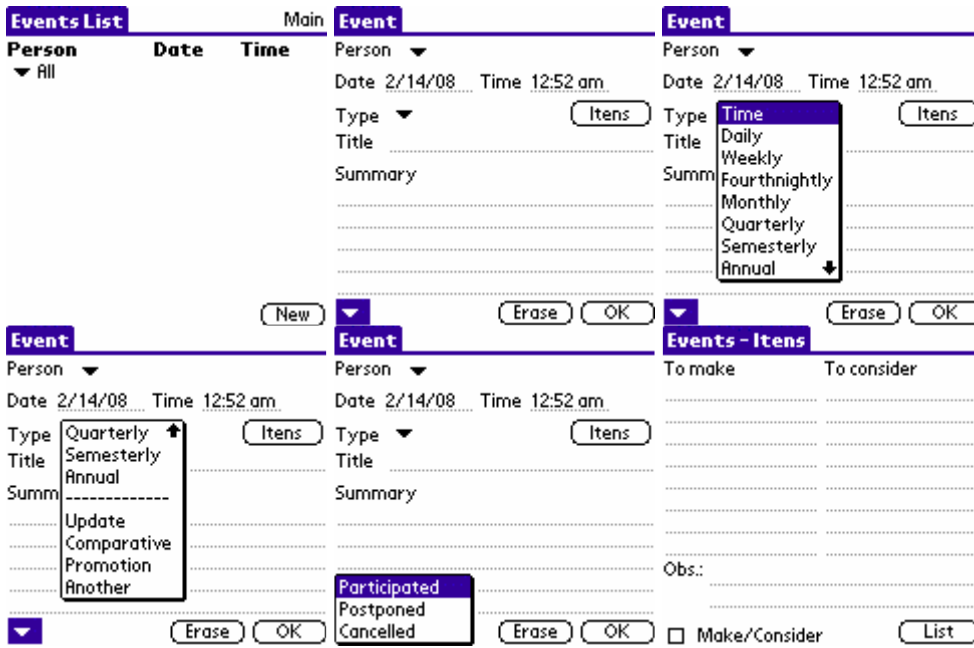 Events List Main
Person Date Time
All
New
Event
Person
Date 2/14/08 Time 12:52 am
Type Itens
Title
Summary
Erase OK
Event
Person
Date 2/14/08 Time 12:52 am
Type Time Itens
Daily
Title
Weekly
Summ
Fourthnightly
Monthly
Quarterly
Semesterly
Annual
Erase OK
Event
Person
Date 2/14/08 Time 12:52 am
Type Quarterly Itens
Title Semesterly
Annual
Summ -------------
Update
Comparative
Promotion
Another
Erase OK
Event
Person
Date 2/14/08 Time 12:52 am
Type Itens
Title
Summary
Participated
Postponed
Cancelled Erase OK
Events - Itens
To make To consider
Obs.:
Make/Consider List